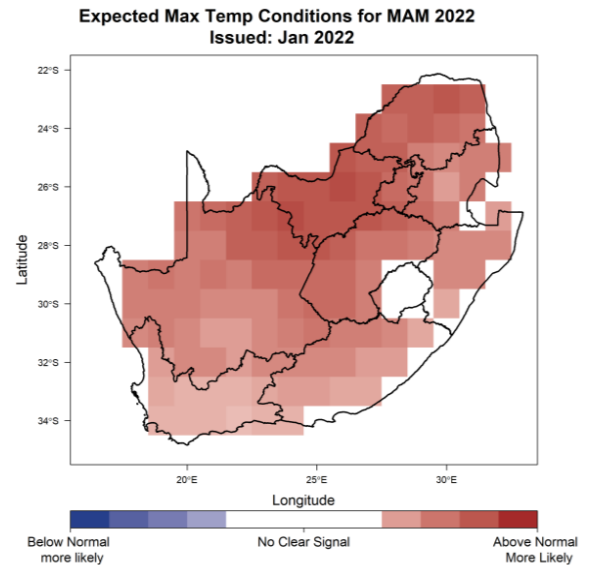 Expected Max Temp Conditions for MAM 2022
Issued: Jan 2022
22°S
24°S
26°S
28°S
30°S
32°S
34°S
Latitude
20°E 25°E 30°E
Longitude
Below Normal No Clear Signal Above Normal
more likely More Likely